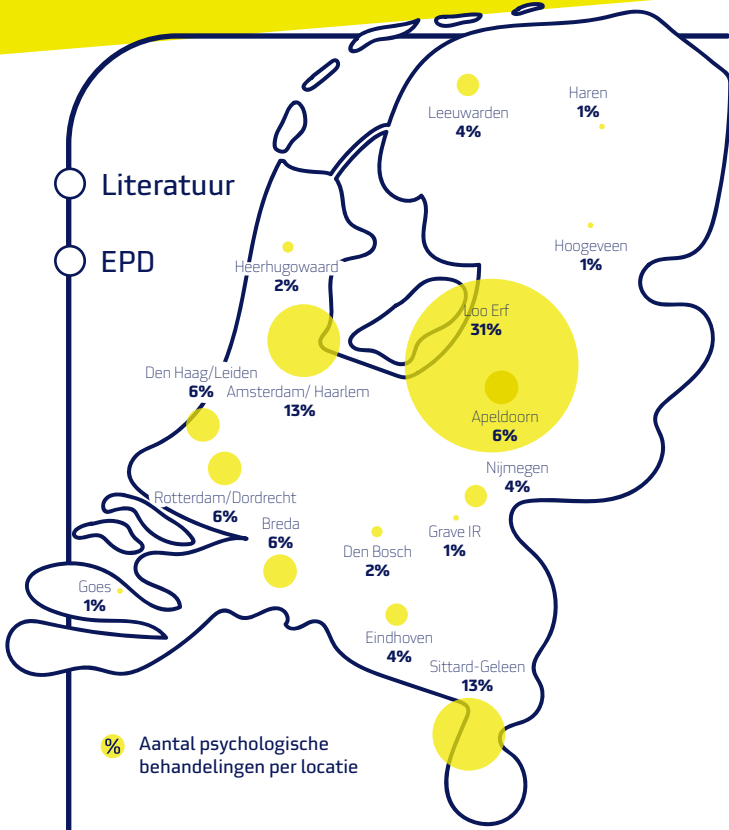 Leeuwarden
4%
Haren
1%
Literatuur
EPD
Hoogeveen
1%
Heerhugowaard
2%
Loo Erf
31%
Den Haag/Leiden
6%
Amsterdam/ Haarlem
13%
Apeldoorn
6%
Nijmegen
4%
Rotterdam/Dordrecht
6%
Breda
6%
Grave IR
1%
Den Bosch
2%
Goes
1%
Eindhoven
4%
Sittard-Geleen
13%
% Aantal psychologische
behandelingen per locatie